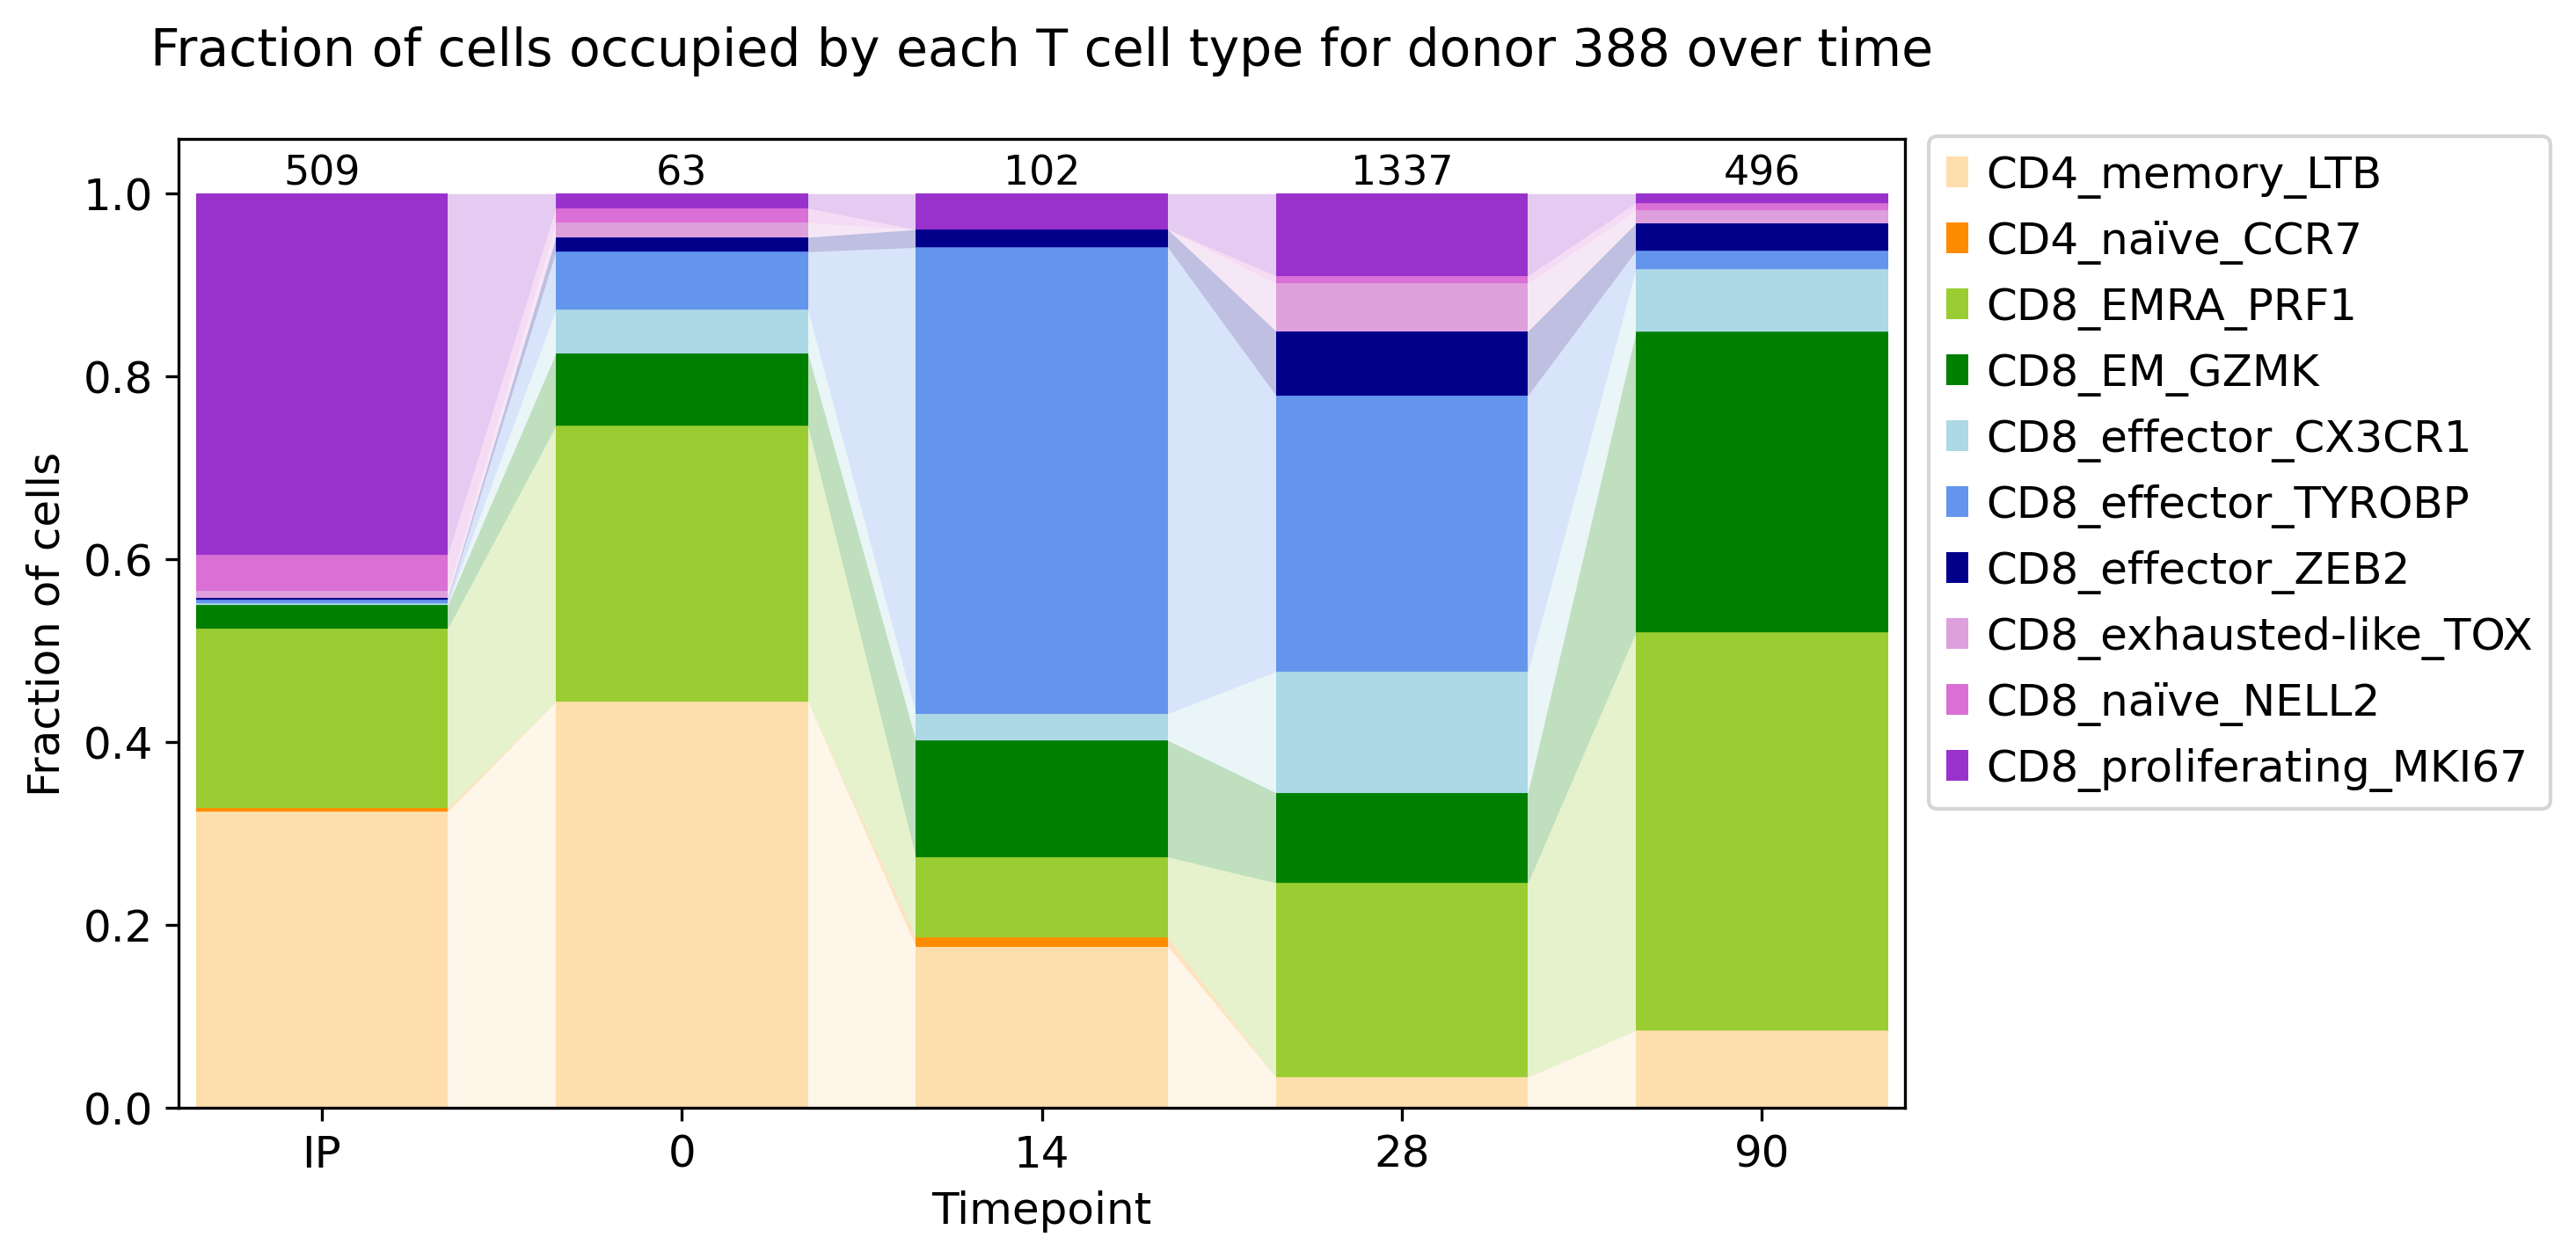 Fraction of cells occupied by each T cell type for donor 388 over time
509 63 102 1337 496
1.0
0.8
0.6
0.4
0.2
0.0
Fraction of cells
IP 0 14 28 90
Timepoint
CD4_memory_LTB
CD4_naïve_CCR7
CD8_EMRA_PRF1
CD8_EM_GZMK
CD8_effector_CX3CR1
CD8_effector_TYROBP
CD8_effector_ZEB2
CD8_exhausted-like_TOX
CD8_naïve_NELL2
CD8_proliferating_MKI67